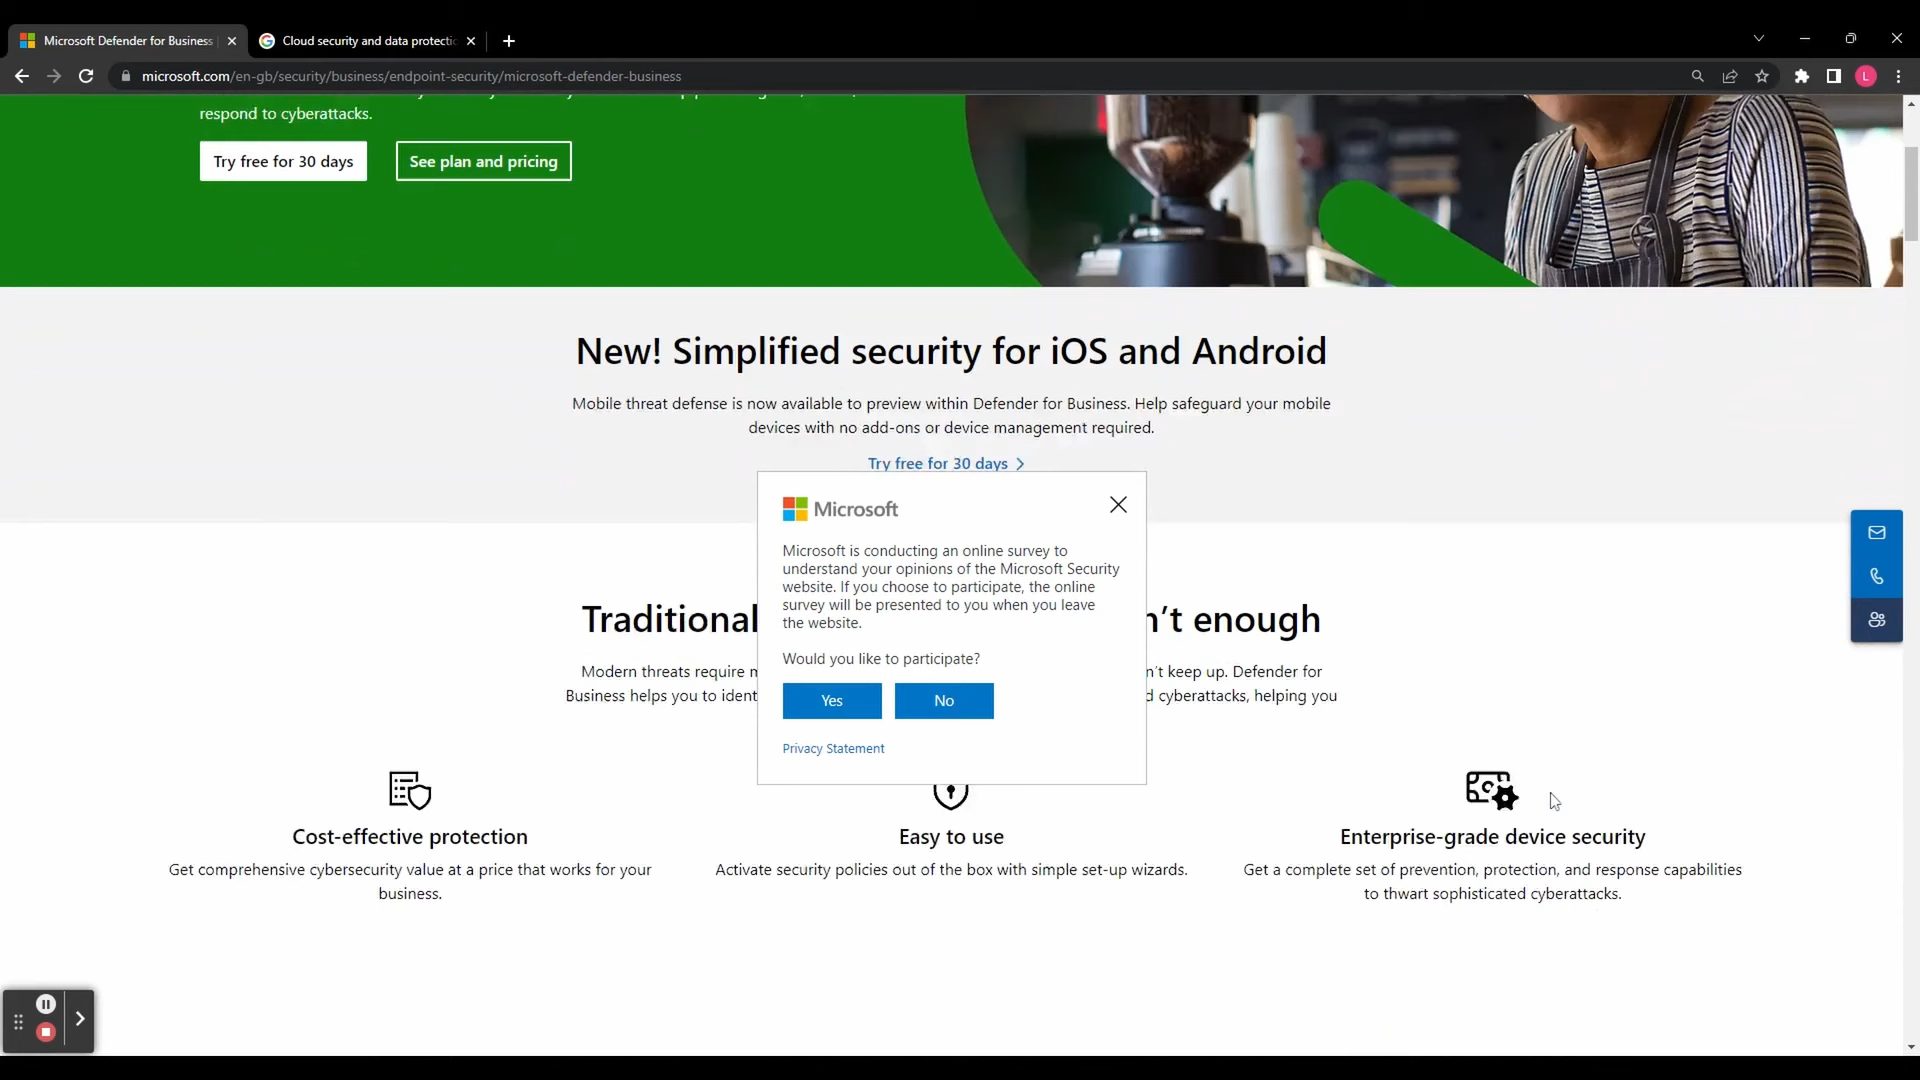 Microsoft Defender for Business
Cloud security and data protectio
microsoft.com/en-gb/security/business/endpoint-security/microsoft-defender-business
L
respond to cyberattacks.
Try free for 30 days
See plan and pricing
New! Simplified security for iOS and Android
Mobile threat defense is now available to preview within Defender for Business. Help safeguard your mobile
devices with no add-ons or device management required.
Try free for 30 days
Microsoft
Microsoft is conducting an online survey to
understand your opinions of the Microsoft Security
website. If you choose to participate, the online
survey will be presented to you when you leave
the website.
Would you like to participate?
Yes
No
Privacy Statement
Traditional n't enough
Modern threats require n't keep up. Defender for
Business helps you to cyberattacks, helping you
Cost-effective protection
Get comprehensive cybersecurity value at a price that works for your
business.
Easy to use
Activate security policies out of the box with simple set-up wizards.
Enterprise-grade device security
Get a complete set of prevention, protection, and response capabilities
to thwart sophisticated cyberattacks.